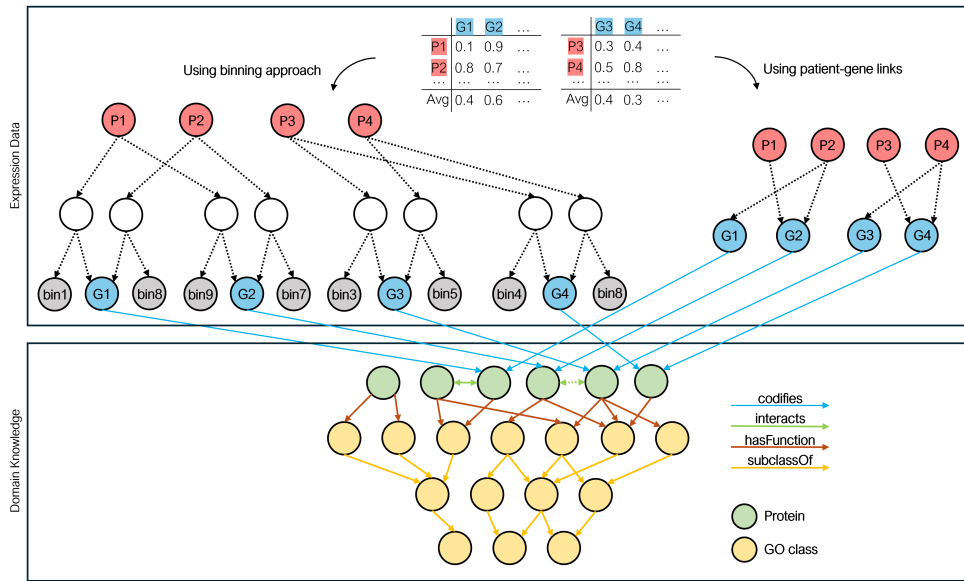 G1 G2 … G3 G4 …
P1 0.1 0.9 … P3 0.3 0.4 …
P2 0.8 0.7 … P4 0.5 0.8 …
… … … … … …
Avg 0.4 0.6 … Avg 0.4 0.3 …
Using binning approach
Using patient-gene links
Expression Data
P1 P2 P3 P4
P1 P2 P3 P4
G1 G2 G3 G4
bin1 G1 bin8 bin9 G2 bin7 bin3 G3 bin5 bin4 G4 bin8
Domain Knowledge
codifies
interacts
hasFunction
subclassOf
Protein
GO class